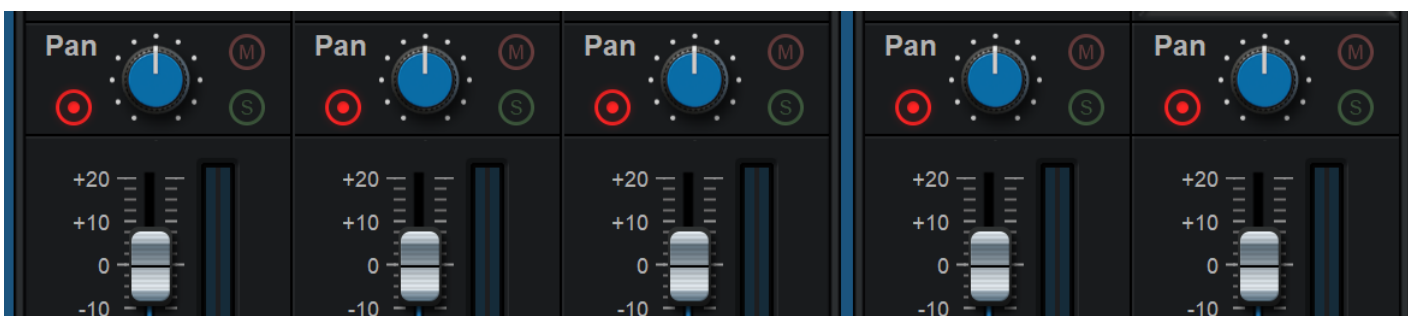 Pan M Pan M Pan M Pan M Pan M
S S S S S
+20 +20 +20 +20 +20
+10 +10 +10 +10 +10
0 0 0 0 0
-10 -10 -10 -10 -10